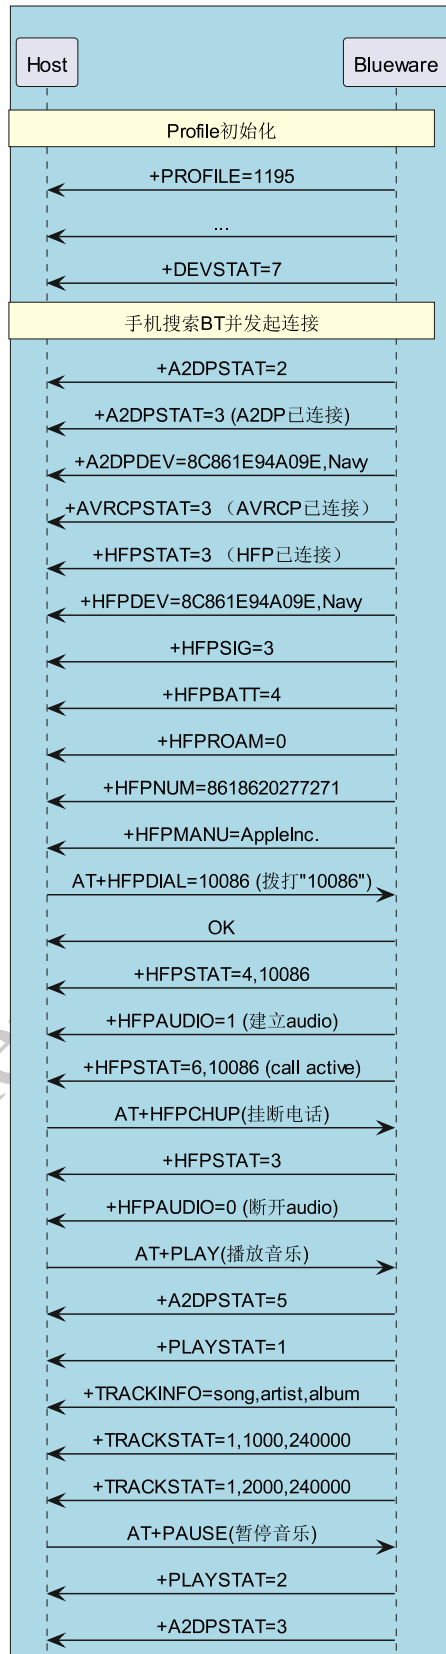 Host Blueware
Profile初始化
+PROFILE=1195
...
+DEVSTAT=7
手机搜索BT并发起连接
+A2DPSTAT=2
+A2DPSTAT=3 (A2DP已连接)
+A2DPDEV=8C861E94A09E,Navy
+AVRCPSTAT=3 （AVRCP已连接）
+HFPSTAT=3 （HFP已连接）
+HFPDEV=8C861E94A09E,Navy
+HFPSIG=3
+HFPBATT=4
+HFPROAM=0
+HFPNUM=8618620277271
+HFPMANU=AppleInc.
AT+HFPDIAL=10086 (拨打"10086")
OK
+HFPSTAT=4,10086
+HFPAUDIO=1 (建立audio)
+HFPSTAT=6,10086 (call active)
AT+HFPCHUP(挂断电话)
+HFPSTAT=3
+HFPAUDIO=0 (断开audio)
AT+PLAY(播放音乐)
+A2DPSTAT=5
+PLAYSTAT=1
+TRACKINFO=song,artist,album
+TRACKSTAT=1,1000,240000
+TRACKSTAT=1,2000,240000
AT+PAUSE(暂停音乐)
+PLAYSTAT=2
+A2DPSTAT=3